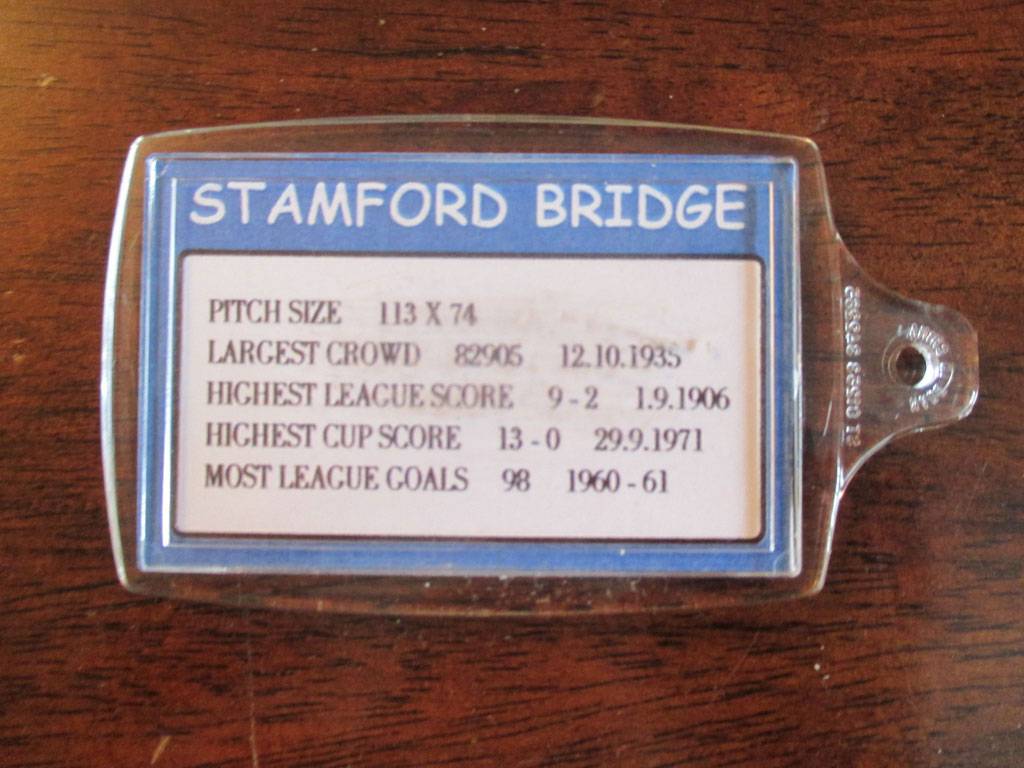 STAMFORD BRIDGE
PITCH SIZE 113 X 74
LARGEST CROWD 82905 12.10.1935
HIGHEST LEAGUE SCORE 9 - 2 1.9.1906
HIGHEST CUP SCORE 13 - 0 29.9.1971
MOST LEAGUE GOALS 98 1960 - 61